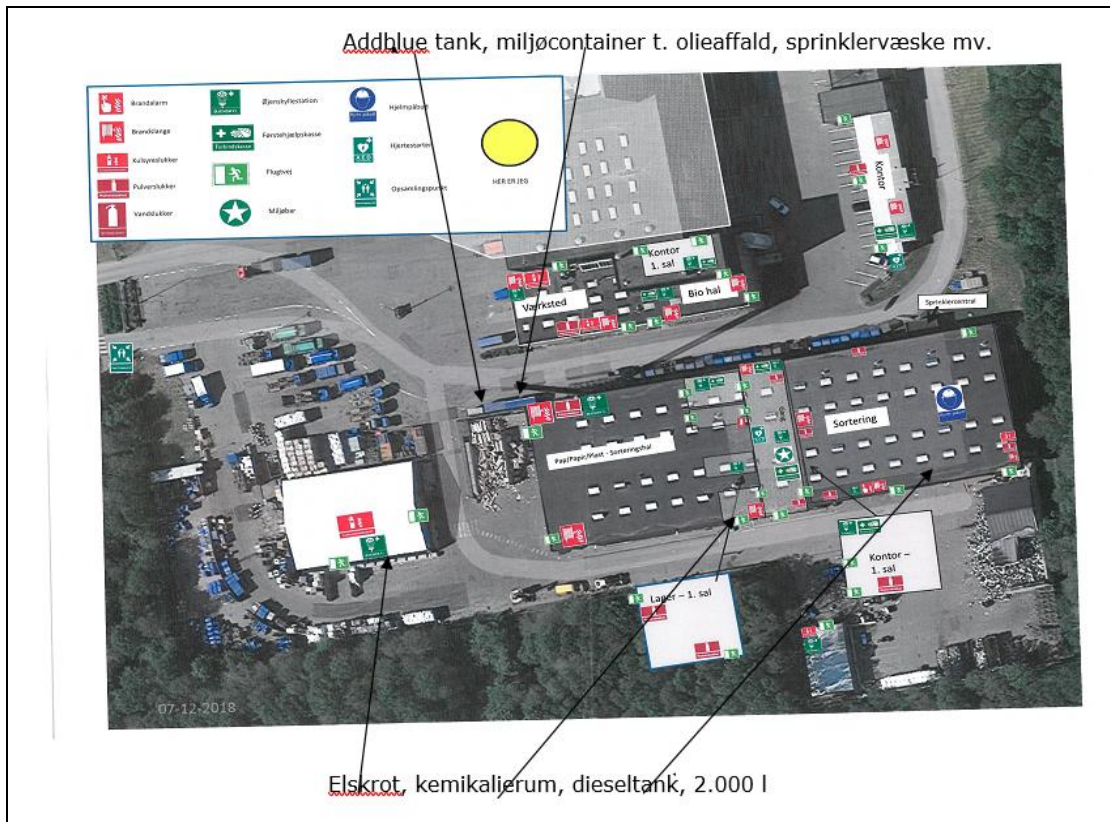 Addblue tank, miljøcontainer t. olieaffald, sprinklervæske mv.
Brandalarm
Øjenskyllestation
Hjelmpåbud
Brandslange
Førstehjælpskasse
Hjertestarter
Kulsyreslukker
Flugtvej
Pulverslukker
Opsamlingspunkt
Vandslukker
Miljøbar
HER ER JEG
Kontor
Kontor
1. sal
Værksted
Bio hal
Sprinklercentral
Sortering
Pap/Papir/Plast - Sorteringshal
Kontor –
1. sal
Lager – 1. sal
07-12-2018
Elskrot, kemikalierum, dieseltank, 2.000 l